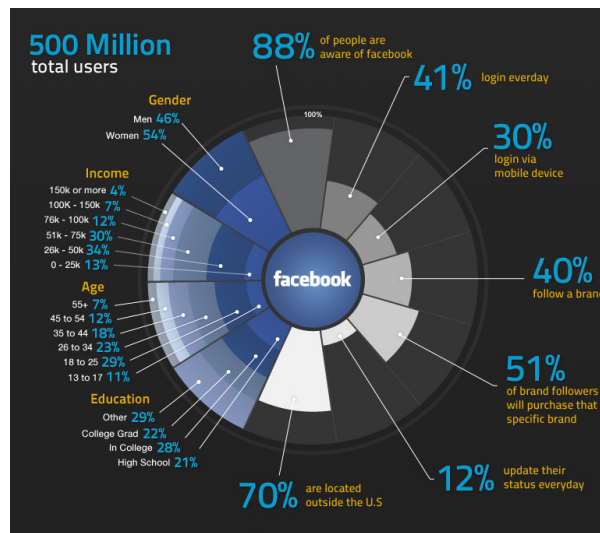 500 Million
total users
88% of people are
aware of facebook
41% login everday
30%
login via
mobile device
40%
follow a brand
51%
of brand followers
will purchase that
specific brand
12% update their
status everyday
70% are located
outside the U.S
Gender
Men 46%
Women 54%
Income
150k or more 4%
100K - 150k 7%
76k - 100k 12%
51k - 75k 30%
26k - 50k 34%
0 - 25k 13%
Age
55+ 7%
45 to 54 12%
35 to 44 18%
26 to 34 23%
18 to 25 29%
13 to 17 11%
Education
Other 29%
College Grad 22%
In College 28%
High School 21%
100%
facebook